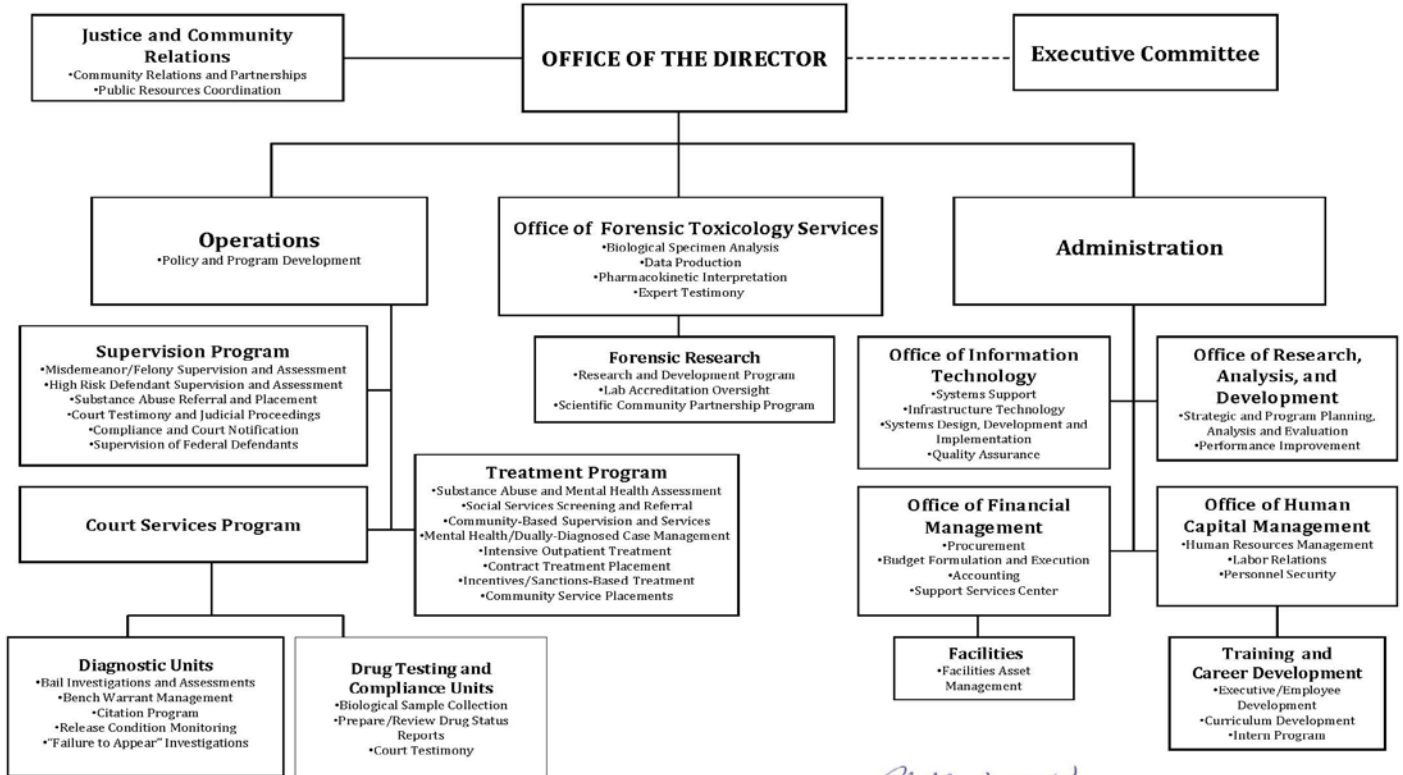 Justice and Community
Relations
•Community Relations and Partnerships
•Public Resources Coordination
OFFICE OF THE DIRECTOR
Executive Committee
Operations
•Policy and Program Development
Office of Forensic Toxicology Services
•Biological Specimen Analysis
•Data Production
•Pharmacokinetic Interpretation
•Expert Testimony
Administration
Supervision Program
•Misdemeanor/Felony Supervision and Assessment
•High Risk Defendant Supervision and Assessment
•Substance Abuse Referral and Placement
•Court Testimony and Judicial Proceedings
•Compliance and Court Notification
•Supervision of Federal Defendants
Forensic Research
•Research and Development Program
•Lab Accreditation Oversight
•Scientific Community Partnership Program
Office of Information
Technology
•Systems Support
•Infrastructure Technology
•Systems Design, Development and
Implementation
•Quality Assurance
Office of Research,
Analysis, and
Development
•Strategic and Program Planning,
Analysis and Evaluation
•Performance Improvement
Court Services Program
Treatment Program
•Substance Abuse and Mental Health Assessment
•Social Services Screening and Referral
•Community-Based Supervision and Services
•Mental Health/Dually-Diagnosed Case Management
•Intensive Outpatient Treatment
•Contract Treatment Placement
•Incentives/Sanctions-Based Treatment
•Community Service Placements
Office of Financial
Management
•Procurement
•Budget Formulation and Execution
•Accounting
•Support Services Center
Office of Human
Capital Management
•Human Resources Management
•Labor Relations
•Personnel Security
Diagnostic Units
•Bail Investigations and Assessments
•Bench Warrant Management
•Citation Program
•Release Condition Monitoring
•"Failure to Appear" Investigations
Drug Testing and
Compliance Units
•Biological Sample Collection
•Prepare/Review Drug Status
Reports
•Court Testimony
Facilities
•Facilities Asset
Management
Training and
Career Development
•Executive/Employee
Development
•Curriculum Development
•Intern Program